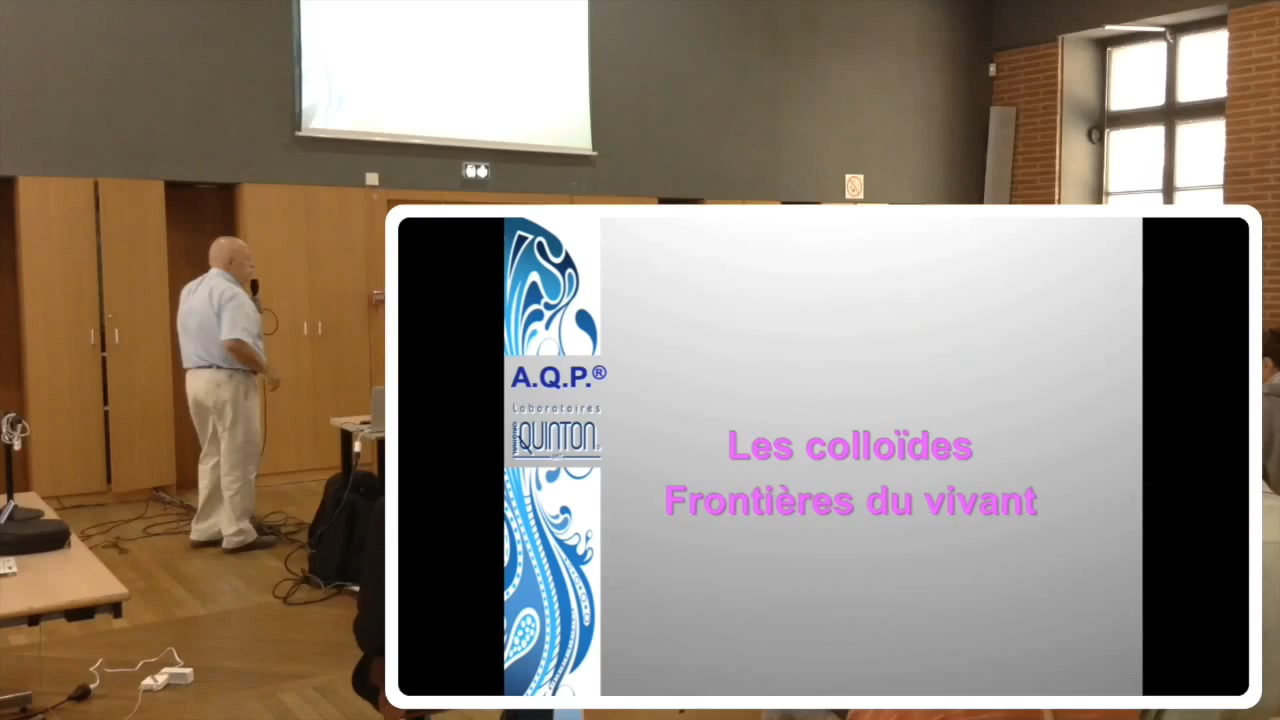 A.Q.P.®
Laboratoires
QUINTON
Les colloïdes
Frontières du vivant